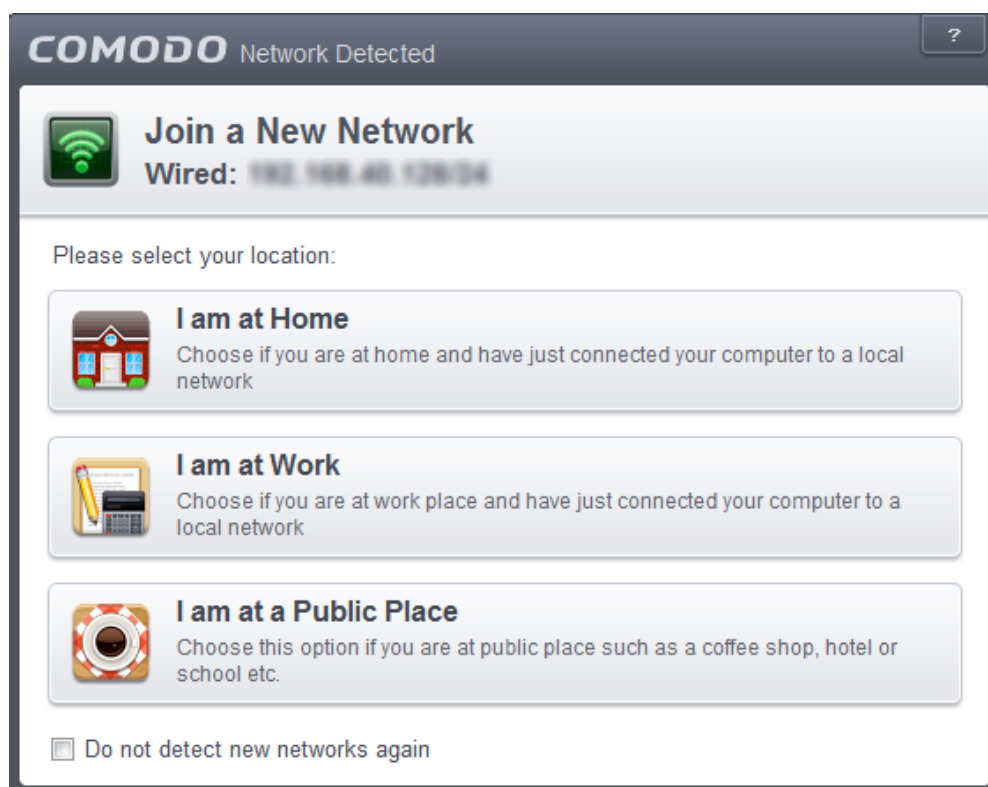 COMODO Network Detected
?
Join a New Network
Wired:
Please select your location:
I am at Home
Choose if you are at home and have just connected your computer to a local
network
I am at Work
Choose if you are at work place and have just connected your computer to a
local network
I am at a Public Place
Choose this option if you are at public place such as a coffee shop, hotel or
school etc.
Do not detect new networks again